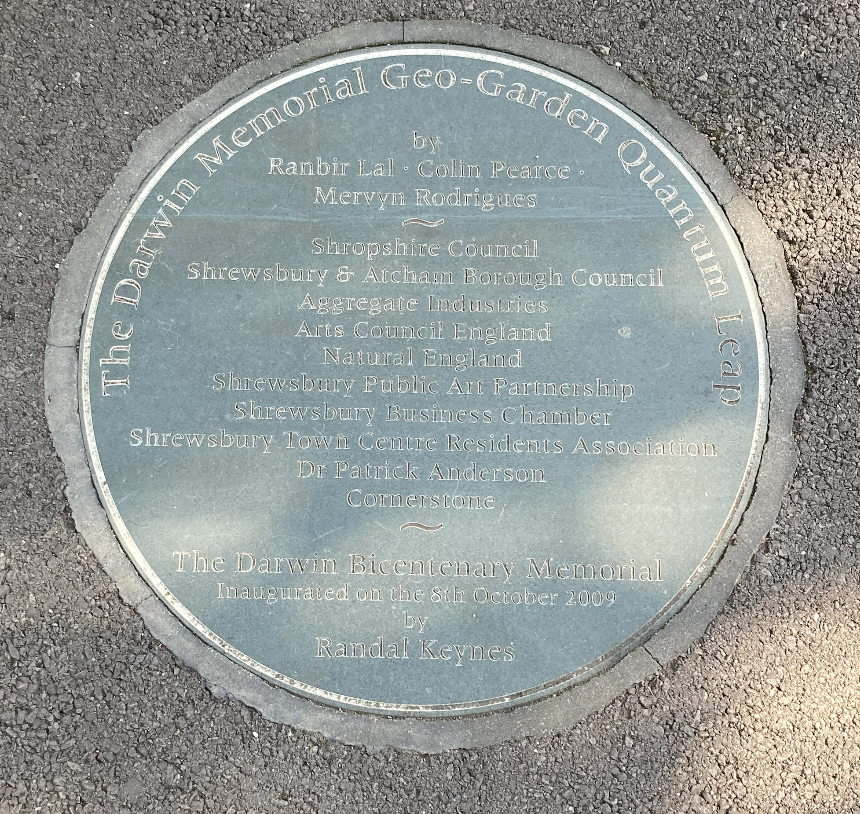 The Darwin Memorial Geo-Garden Quantum Leap
by
Ranbir Lal · Colin Pearce ·
Mervyn Rodrigues
~
Shropshire Council
Shrewsbury & Atcham Borough Council
Aggregate Industries
Arts Council England
Natural England
Shrewsbury Public Art Partnership
Shrewsbury Business Chamber
Shrewsbury Town Centre Residents Association
Dr Patrick Anderson
Cornerstone
~
The Darwin Bicentenary Memorial
Inaugurated on the 8th October 2009
by
Randal Keynes